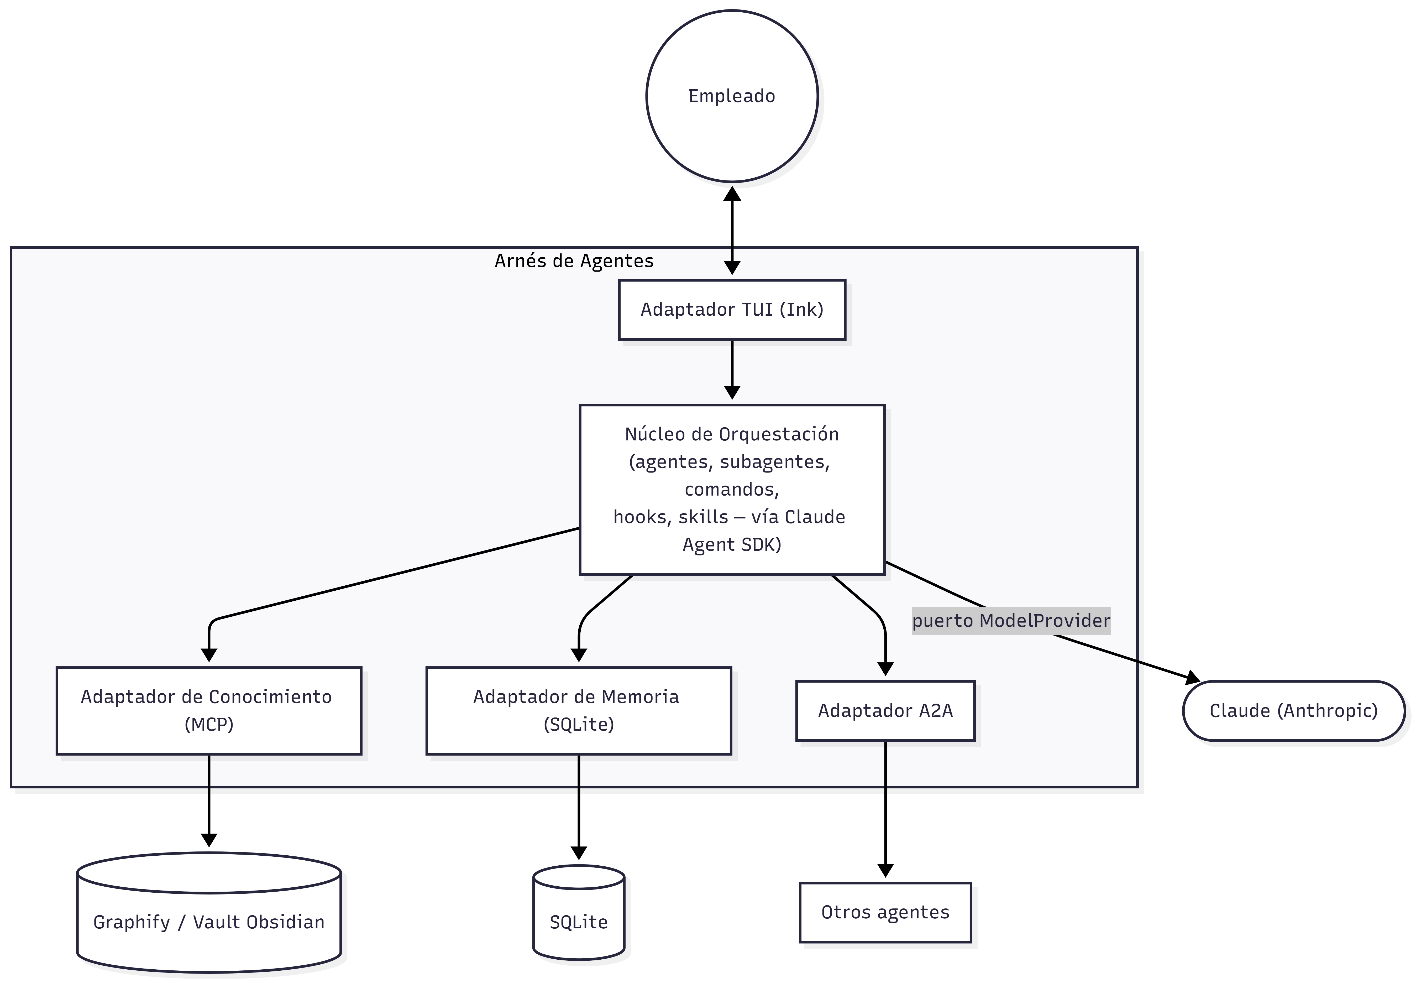 Empleado
Arnés de Agentes
Adaptador TUI (Ink)
Núcleo de Orquestación
(agentes, subagentes,
comandos,
hooks, skills — vía Claude
Agent SDK)
puerto ModelProvider
Adaptador de Conocimiento
(MCP)
Adaptador de Memoria
(SQLite)
Adaptador A2A
Claude (Anthropic)
Graphify / Vault Obsidian
SQLite
Otros agentes